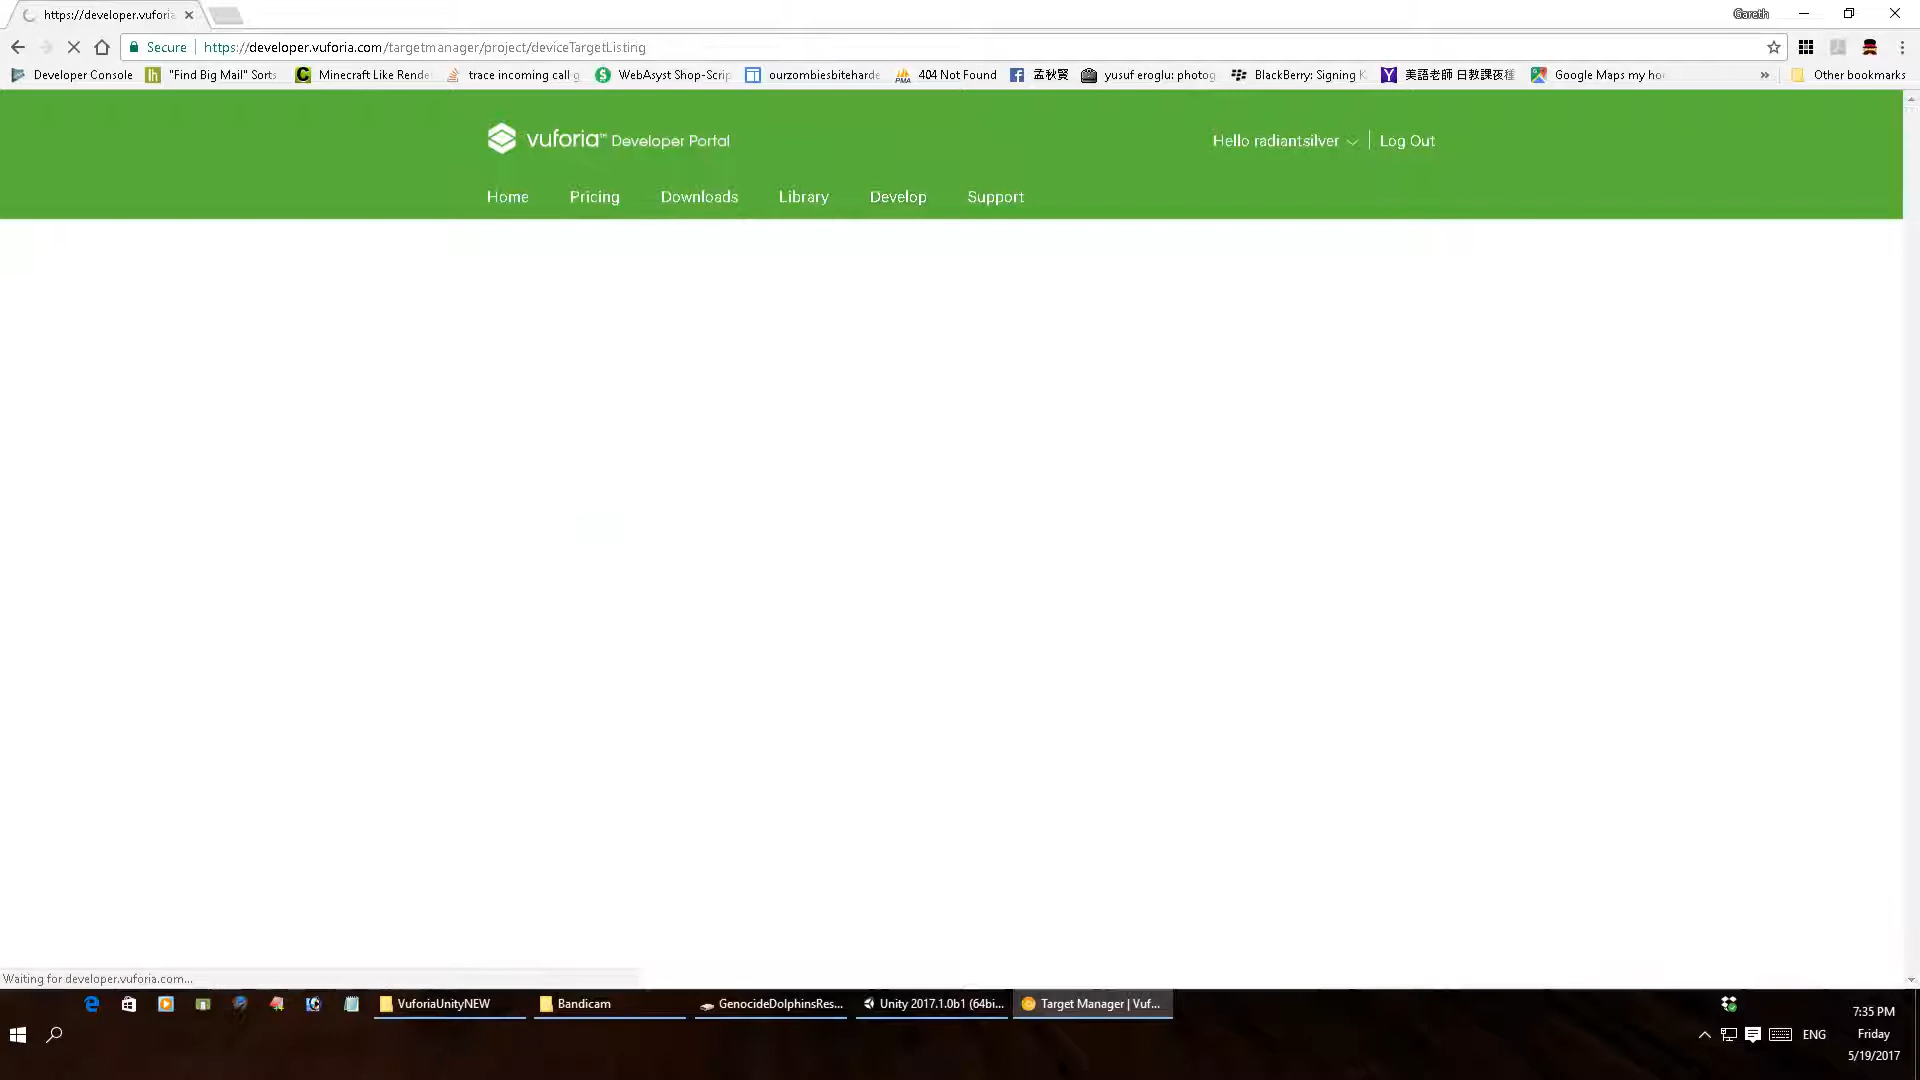 https://developer.vuforia
Gareth
Secure https://developer.vuforia.com/targetmanager/project/deviceTargetListing
Developer Console "Find Big Mail" Sorts Minecraft Like Rende trace incoming call g WebAsyst Shop-Scrip ourzombiesbiteharde 404 Not Found 孟秋賢 yusuf eroglu: photog BlackBerry: Signing K 美語老師 日教課夜 Google Maps my ho » Other bookmarks
vuforia™ Developer Portal Hello radiantsilver Log Out
Home Pricing Downloads Library Develop Support
Waiting for developer.vuforia.com...
VuforiaUnityNEW Bandicam GenocideDolphinsRes... Unity 2017.1.0b1 (64bi... Target Manager | Vuf...
7:35 PM
ENG Friday
5/19/2017